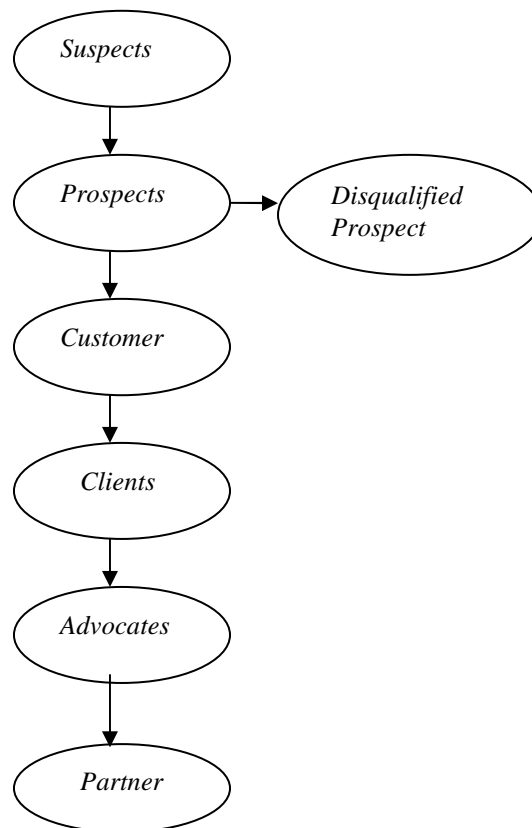 Suspects
Prospects
Disqualified
Prospect
Customer
Clients
Advocates
Partner